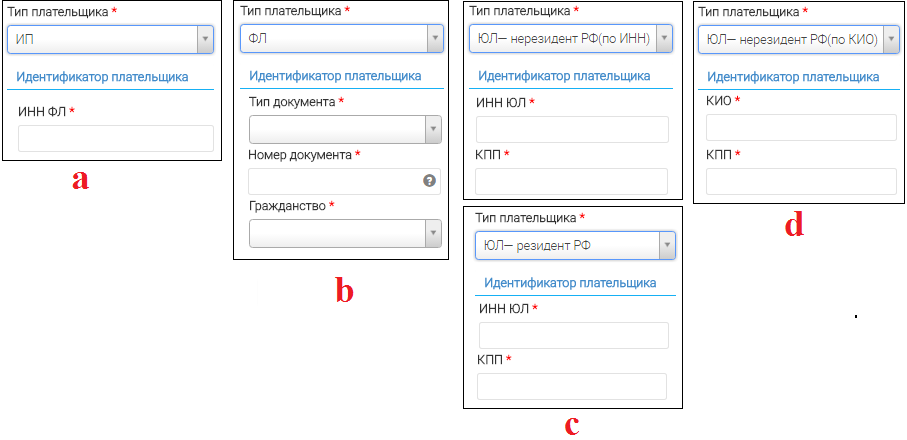 Тип плательщика *
ИП
Идентификатор плательщика
ИНН ФЛ *
a
Тип плательщика *
ФЛ
Идентификатор плательщика
Тип документа *
Номер документа *
?
Гражданство *
b
Тип плательщика *
ЮЛ— нерезидент РФ(по ИНН)
Идентификатор плательщика
ИНН ЮЛ *
КПП *
Тип плательщика *
ЮЛ— резидент РФ
Идентификатор плательщика
ИНН ЮЛ *
КПП *
c
Тип плательщика *
ЮЛ— нерезидент РФ(по КИО)
Идентификатор плательщика
КИО *
КПП *
d
.